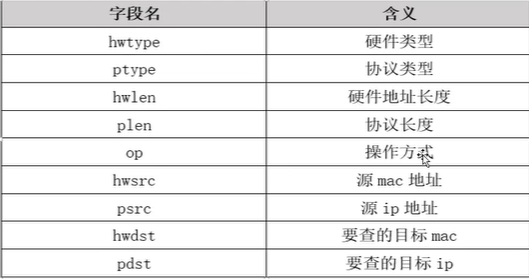 字段名 含义
hwtype 硬件类型
ptype 协议类型
hwlen 硬件地址长度
plen 协议长度
op 操作方式
hwsrc 源 mac 地址
psrc 源 ip 地址
hwdst 要查的目标 mac
pdst 要查的目标 ip